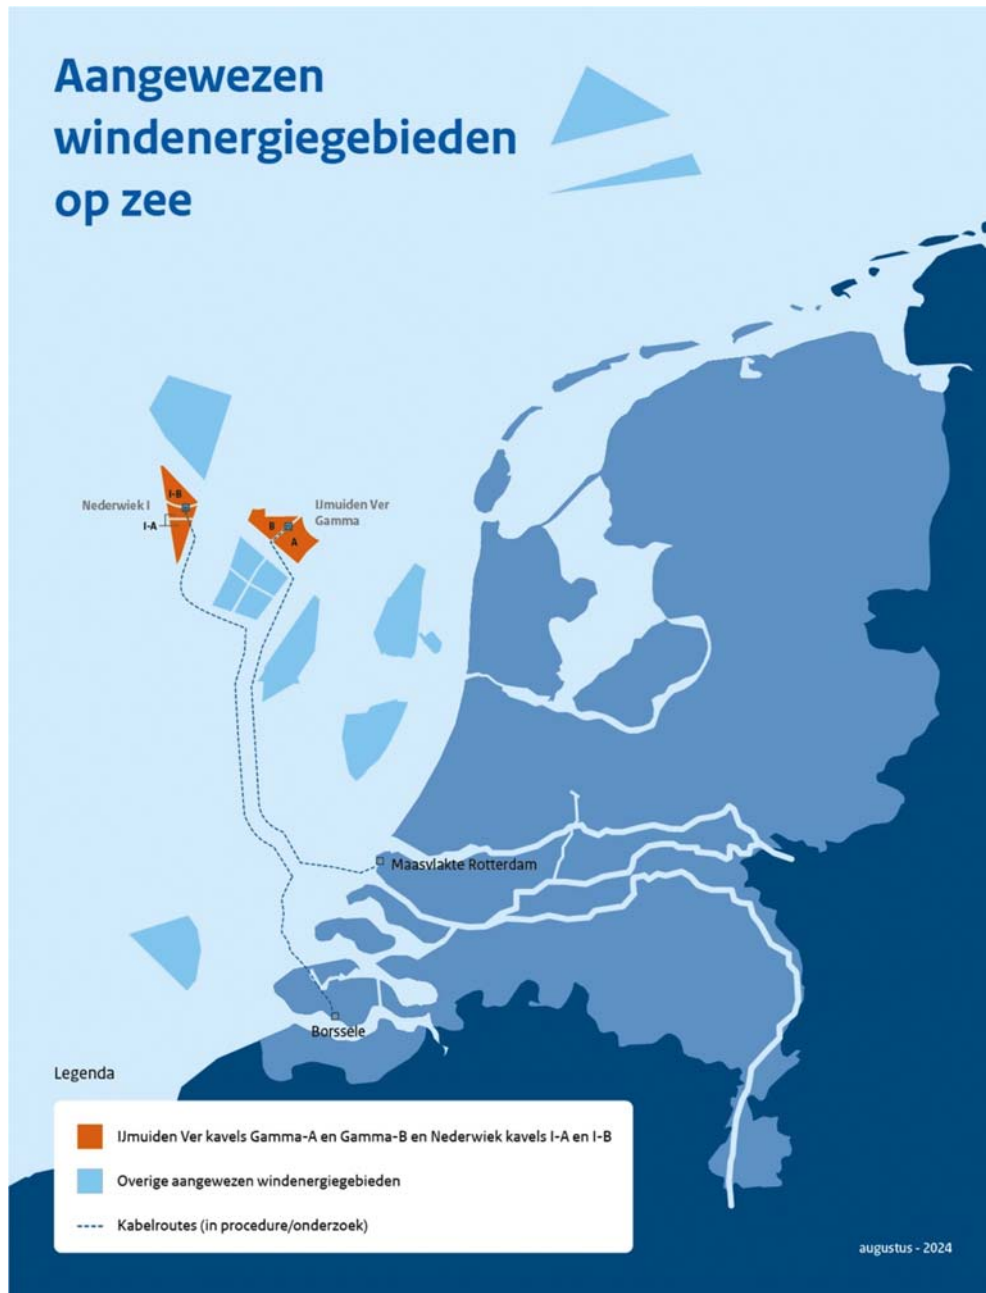 Aangewezen
windenergiegebieden
op zee
Nederwiek I
I-B
I-A
IJmuiden Ver
Gamma
B
A
Maasvlakte Rotterdam
Borssele
Legenda
IJmuiden Ver kavels Gamma-A en Gamma-B en Nederwiek kavels I-A en I-B
Overige aangewezen windenergiegebieden
Kabelroutes (in procedure/onderzoek)
augustus - 2024